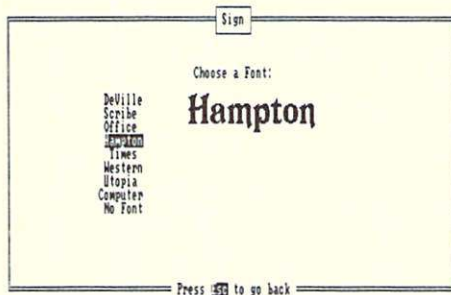 Sign
Choose a Font:
Hampton
DeVille
Scribe
Office
Hampton
Times
Western
Utopia
Computer
No Font
Press Esc to go back